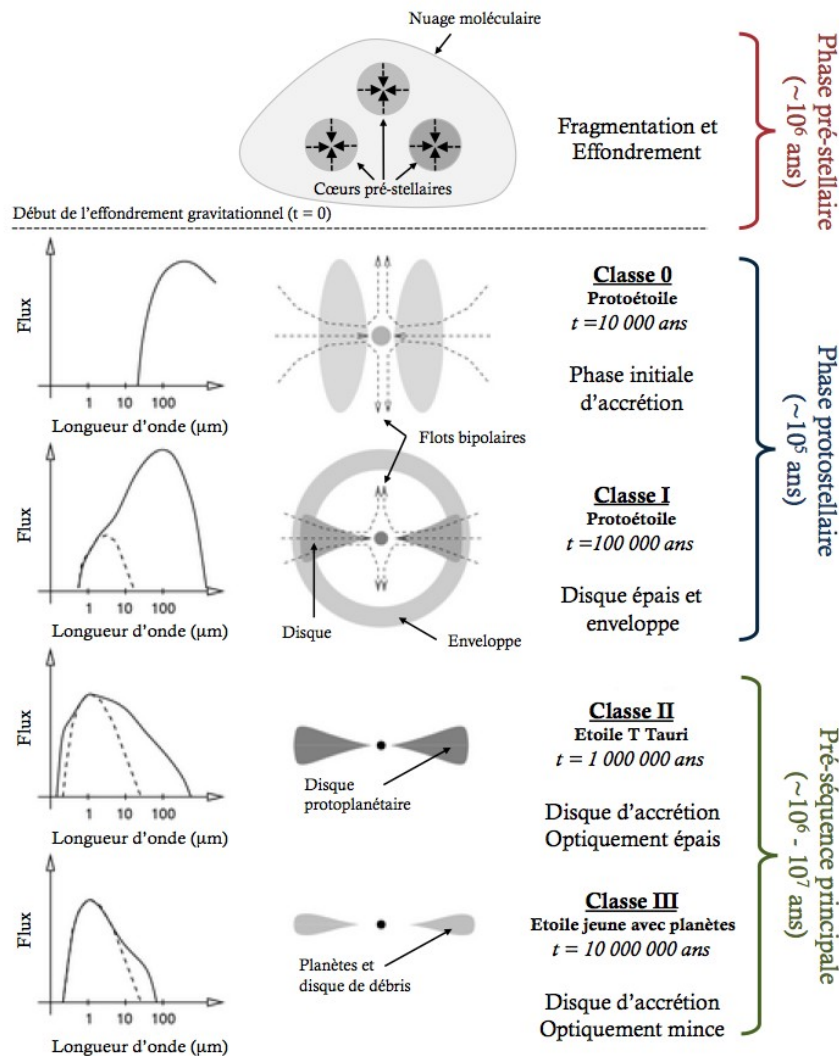 Nuage moléculaire
Cœurs pré-stellaires
Fragmentation et
Effondrement
Phase pré-stellaire
(~10⁶ ans)
Début de l'effondrement gravitationnel (t = 0)
Flux
1 10 100
Longueur d'onde (µm)
Classe 0
Protoétoile
t =10 000 ans
Phase initiale
d'accrétion
Flots bipolaires
Phase protostellaire
(~10⁵ ans)
Flux
1 10 100
Longueur d'onde (µm)
Disque
Enveloppe
Classe I
Protoétoile
t =100 000 ans
Disque épais et
enveloppe
Flux
1 10 100
Longueur d'onde (µm)
Disque
protoplanétaire
Classe II
Etoile T Tauri
t = 1 000 000 ans
Disque d'accrétion
Optiquement épais
Pré-séquence principale
(~10⁶ - 10⁷ ans)
Flux
1 10 100
Longueur d'onde (µm)
Planètes et
disque de débris
Classe III
Etoile jeune avec planètes
t = 10 000 000 ans
Disque d'accrétion
Optiquement mince